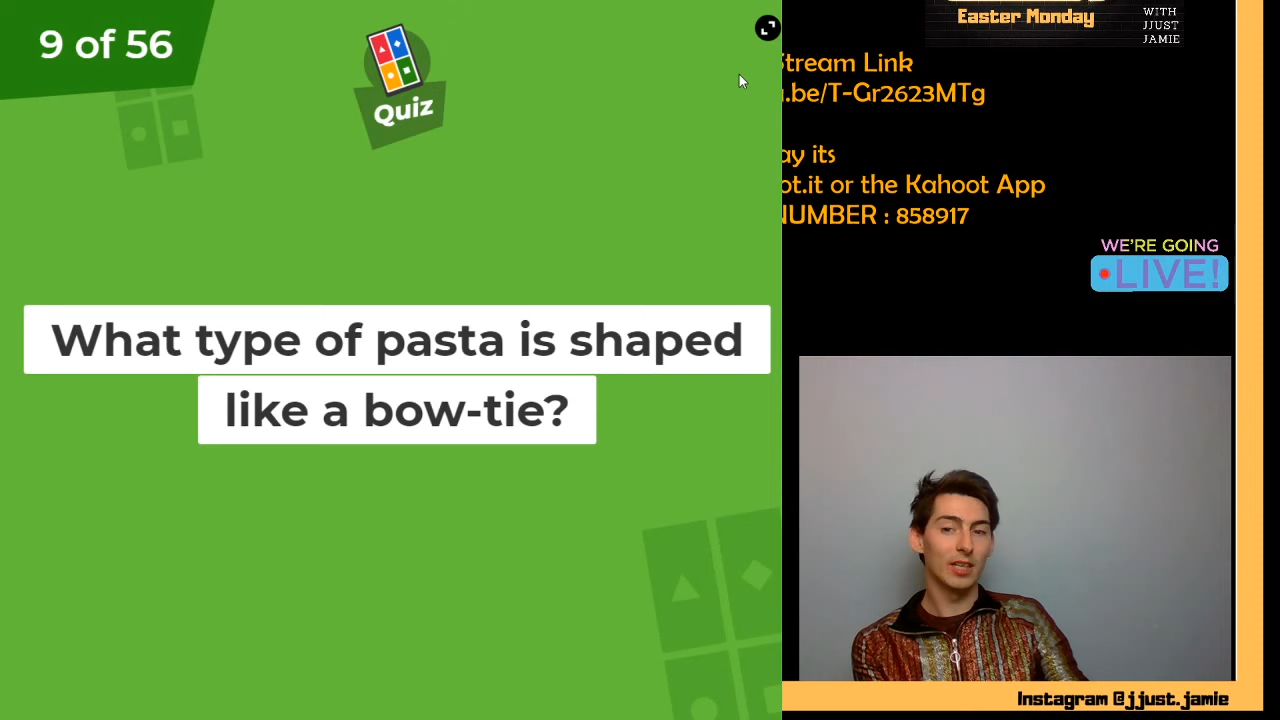 9 of 56
Quiz
What type of pasta is shaped
like a bow-tie?
Easter Monday
WITH
JJUST
JAMIE
Stream Link
.be/T-Gr2623MTg
ay its
ot.it or the Kahoot App
NUMBER : 858917
WE'RE GOING
LIVE!
Instagram @jjust.jamie